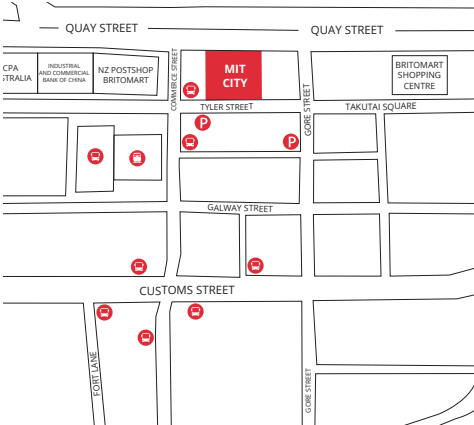 QUAY STREET
QUAY STREET
CPA
STRALIA
INDUSTRIAL
AND COMMERCIAL
BANK OF CHINA
NZ POSTSHOP
BRITOMART
COMMERCE STREET
MIT
CITY
BRITOMART
SHOPPING
CENTRE
TYLER STREET
GORE STREET
TAKUTAI SQUARE
P
P
GALWAY STREET
CUSTOMS STREET
FORT LANE
GORE STREET